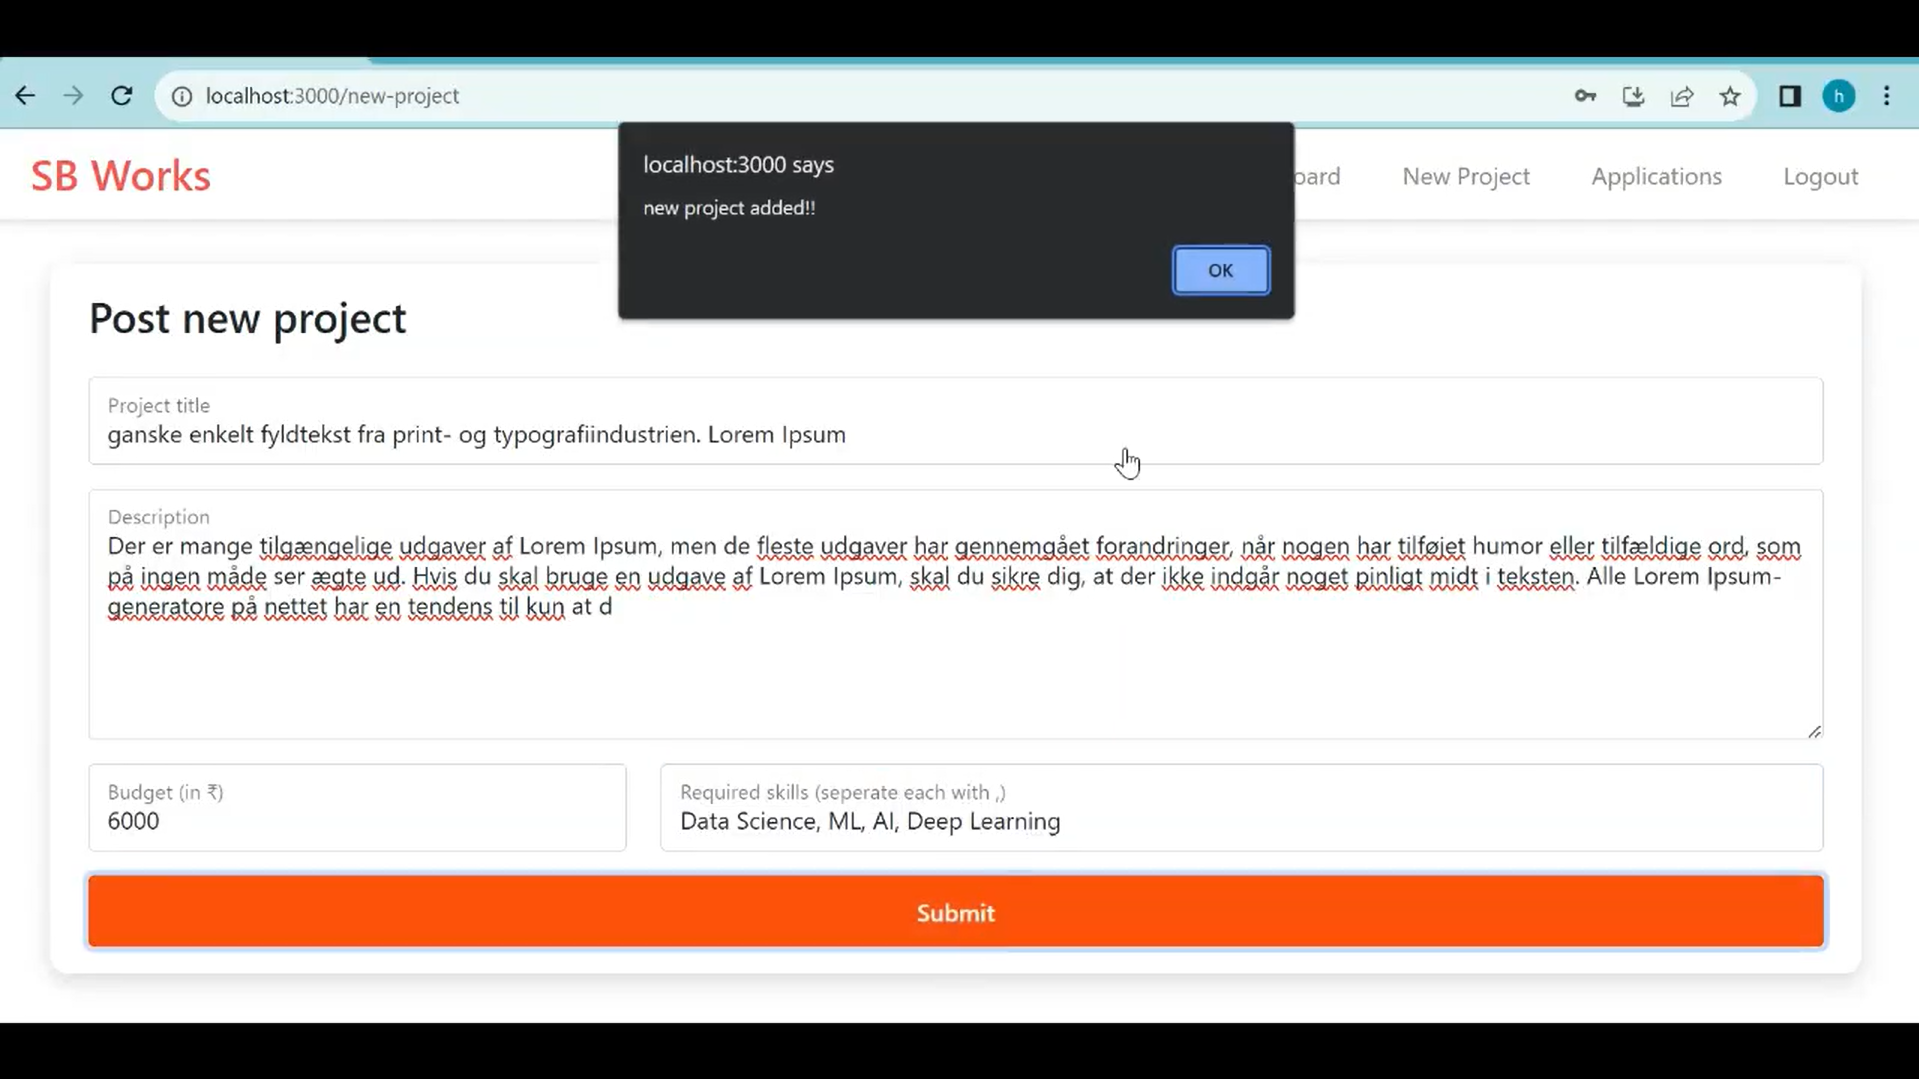 localhost:3000/new-project
h
localhost:3000 says
new project added!!
OK
SB Works
oard
New Project
Applications
Logout
Post new project
Project title
ganske enkelt fyldtekst fra print- og typografiindustrien. Lorem Ipsum
Description
Der er mange tilgængelige udgaver af Lorem Ipsum, men de fleste udgaver har gennemgået forandringer, når nogen har tilføjet humor eller tilfældige ord, som
på ingen måde ser ægte ud. Hvis du skal bruge en udgave af Lorem Ipsum, skal du sikre dig, at der ikke indgår noget pinligt midt i teksten. Alle Lorem Ipsum-
generatore på nettet har en tendens til kun at d
Budget (in ₹)
6000
Required skills (seperate each with ,)
Data Science, ML, AI, Deep Learning
Submit